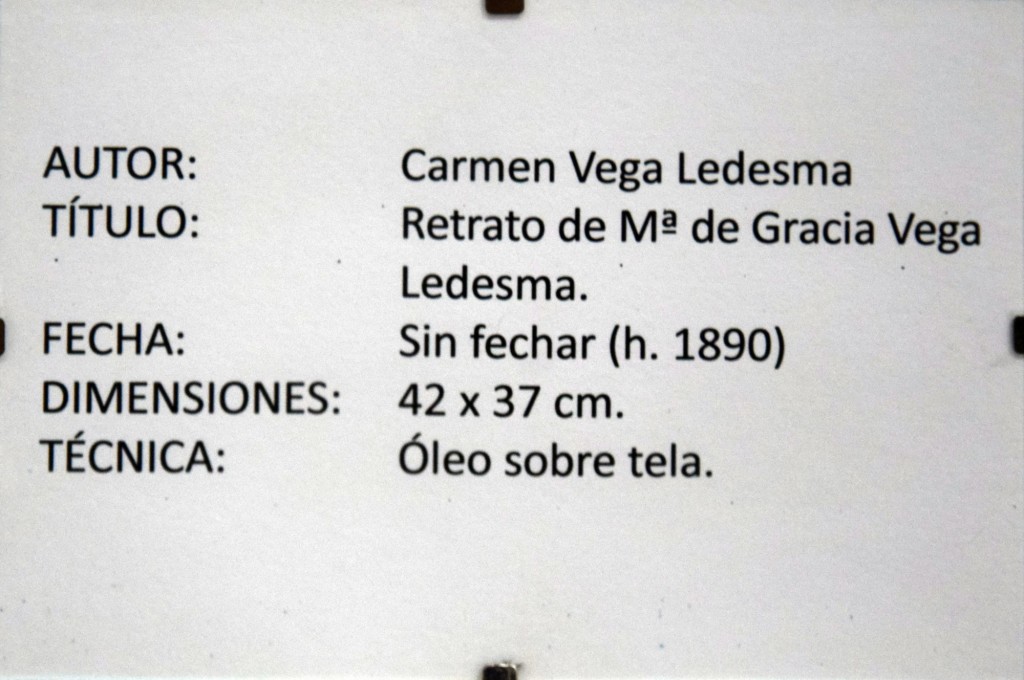 AUTOR: Carmen Vega Ledesma
TÍTULO: Retrato de Mª de Gracia Vega
Ledesma.
FECHA: Sin fechar (h. 1890)
DIMENSIONES: 42 x 37 cm.
TÉCNICA: Óleo sobre tela.